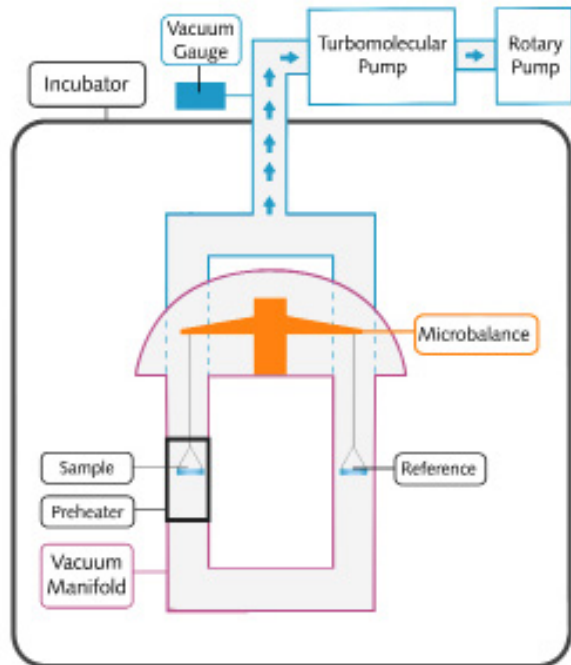 Vacuum
Gauge
Turbomolecular
Pump
Rotary
Pump
Incubator
Microbalance
Sample
Reference
Preheater
Vacuum
Manifold